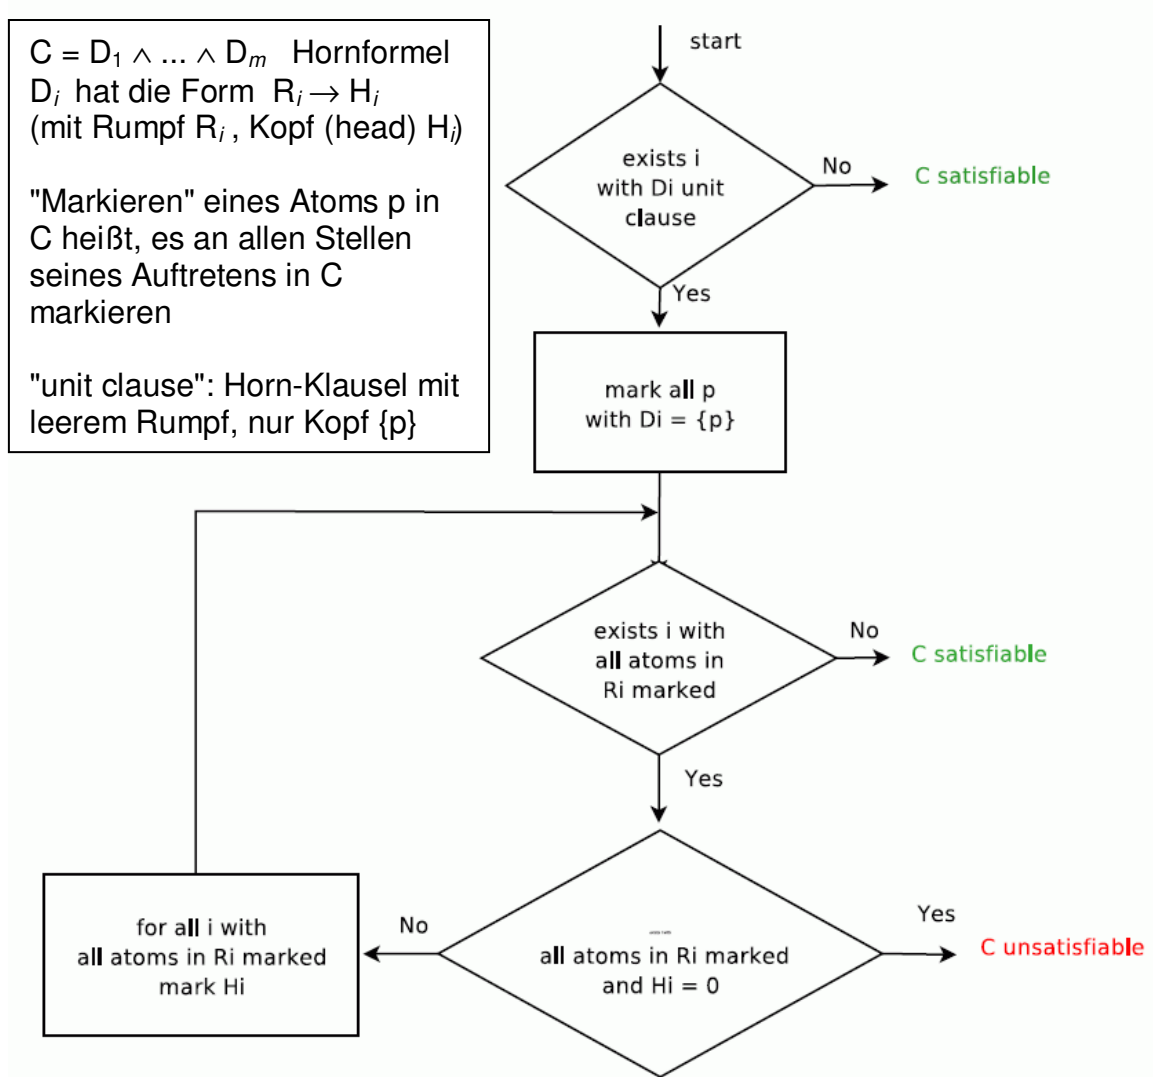 C = D₁ ∧ ... ∧ Dₘ Hornformel
Dᵢ hat die Form Rᵢ → Hᵢ
(mit Rumpf Rᵢ , Kopf (head) Hᵢ)
"Markieren" eines Atoms p in
C heißt, es an allen Stellen
seines Auftretens in C
markieren
"unit clause": Horn-Klausel mit
leerem Rumpf, nur Kopf {p}
start
exists i
with Di unit
clause
No
C satisfiable
Yes
mark all p
with Di = {p}
exists i with
all atoms in
Ri marked
No
C satisfiable
Yes
all atoms in Ri marked
and Hi = 0
Yes
C unsatisfiable
No
for all i with
all atoms in Ri marked
mark Hi